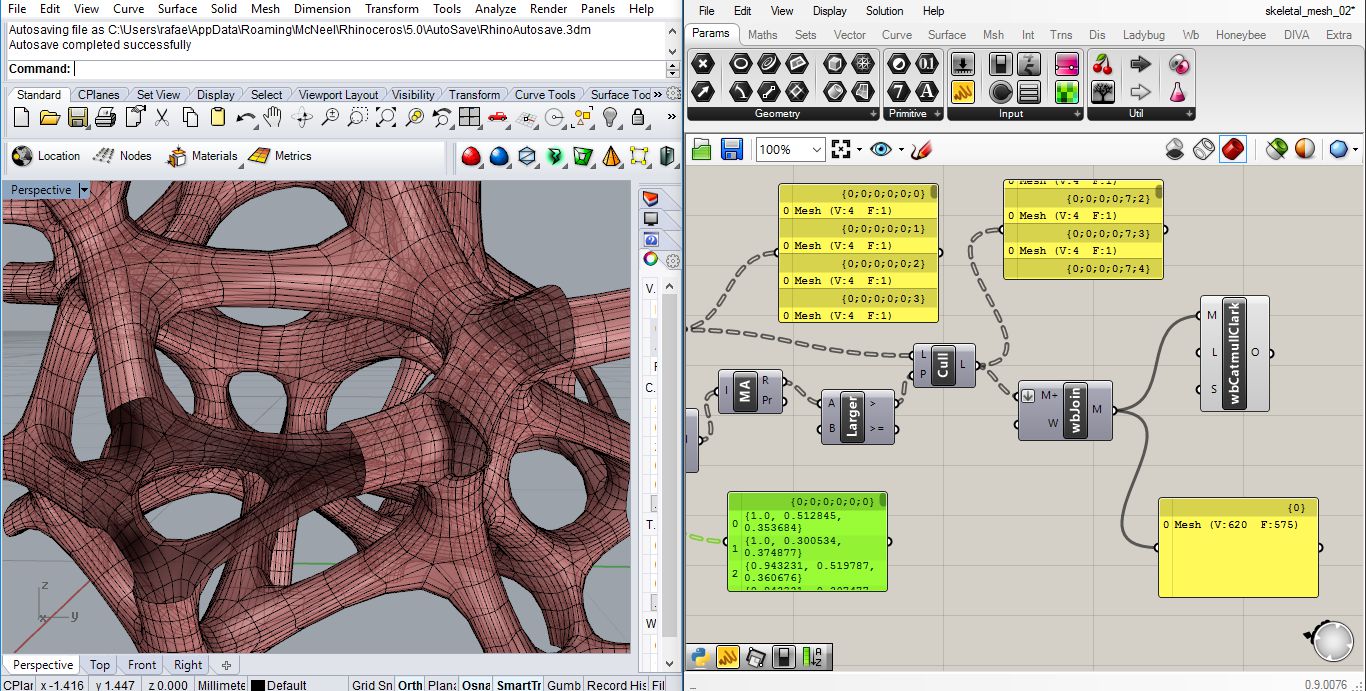 File Edit View Curve Surface Solid Mesh Dimension Transform Tools Analyze Render Panels Help
Autosaving file as C:\Users\rafae\AppData\Roaming\McNeel\Rhinoceros\5.0\AutoSave\RhinoAutosave.3dm
Autosave completed successfully
Command:
Standard CPlanes Set View Display Select Viewport Layout Visibility Transform Curve Tools Surface Toc »
Location Nodes Materials Metrics
Perspective
V.
F
C.
T.
W
z
x y
Perspective Top Front Right
CPlar x -1.416 y 1.447 z 0.000 Millimete Default Grid Sn Orth Plana Osna SmartTr Gumb Record His Fil
File Edit View Display Solution Help skeletal_mesh_02*
Params Maths Sets Vector Curve Surface Msh Int Trns Dis Ladybug Wb Honeybee DIVA Extra
Geometry Primitive Input Util
100%
{0;0;0;0;0;0}
0 Mesh (V:4 F:1)
{0;0;0;0;0;1}
0 Mesh (V:4 F:1)
{0;0;0;0;0;2}
0 Mesh (V:4 F:1)
{0;0;0;0;0;3}
0 Mesh (V:4 F:1)
0 Mesh (V:4 F:1)
{0;0;0;0;7;2}
0 Mesh (V:4 F:1)
{0;0;0;0;7;3}
0 Mesh (V:4 F:1)
{0;0;0;0;7;4}
M L S wbCatmullClark O
L P Cull L
I MA R Pr
A B Larger > >=
M+ W wbJoin M
{0;0;0;0;0;0}
0 {1.0, 0.512845,
0.353684}
1 {1.0, 0.300534,
0.374877}
2 {0.943231, 0.519787,
0.360676}
{0}
0 Mesh (V:620 F:575)
0.9.0076